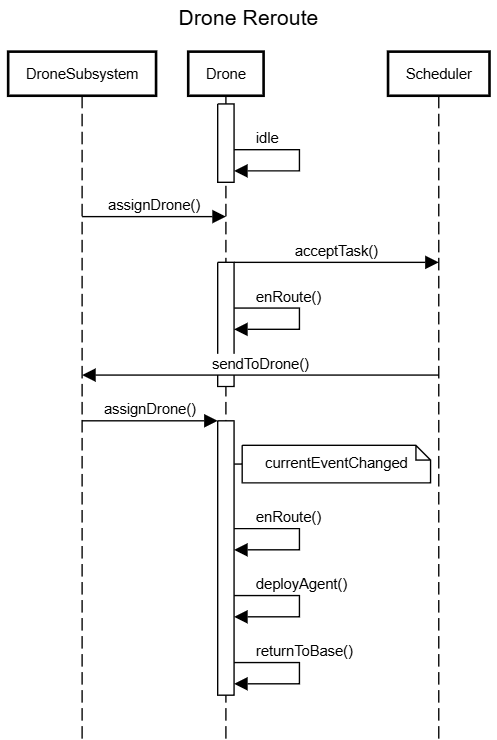 Drone Reroute
DroneSubsystem
Drone
Scheduler
idle
assignDrone()
acceptTask()
enRoute()
sendToDrone()
assignDrone()
currentEventChanged
enRoute()
deployAgent()
returnToBase()